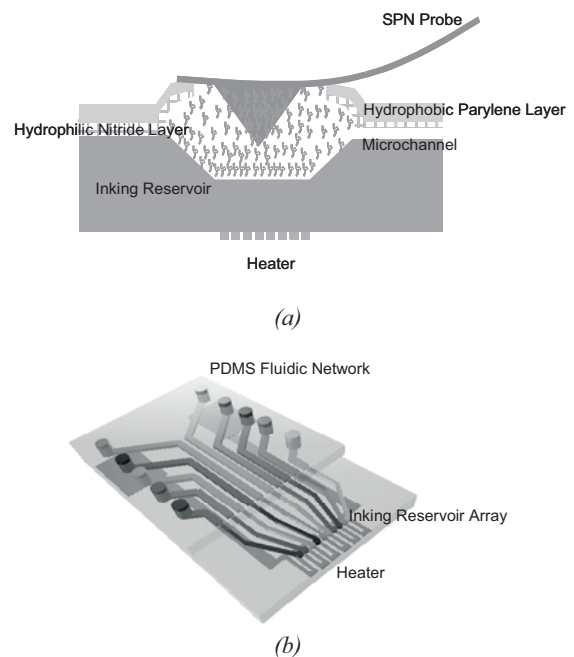 SPN Probe
Hydrophobic Parylene Layer
Hydrophilic Nitride Layer
Microchannel
Inking Reservoir
Heater
(a)
PDMS Fluidic Network
Inking Reservoir Array
Heater
(b)